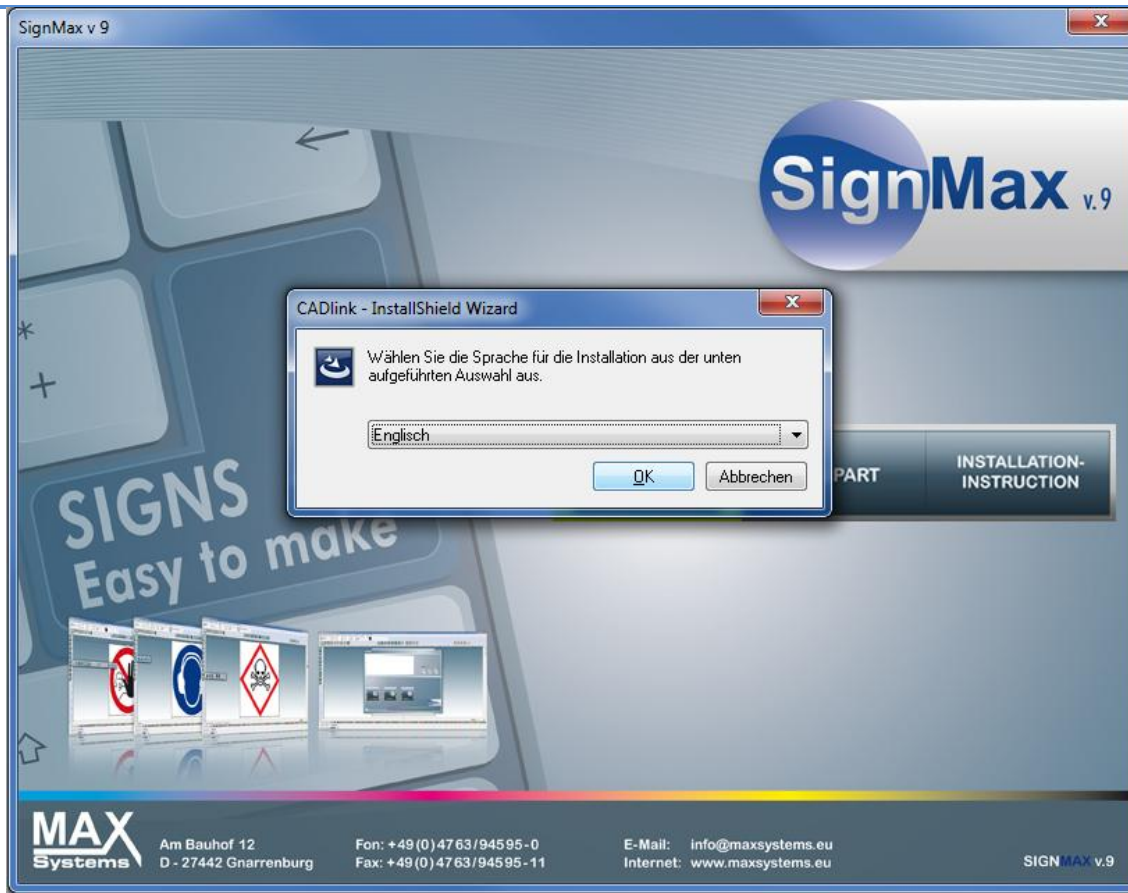 SignMax v 9
SignMax v.9
CADlink - InstallShield Wizard
Wählen Sie die Sprache für die Installation aus der unten
aufgeführten Auswahl aus.
Englisch
OK
Abbrechen
PART
INSTALLATION-
INSTRUCTION
SIGNS
Easy to make
MAX
Systems
Am Bauhof 12
D - 27442 Gnarrenburg
Fon: +49(0)4763/94595-0
Fax: +49(0)4763/94595-11
E-Mail: info@maxsystems.eu
Internet: www.maxsystems.eu
SIGNMAX v.9